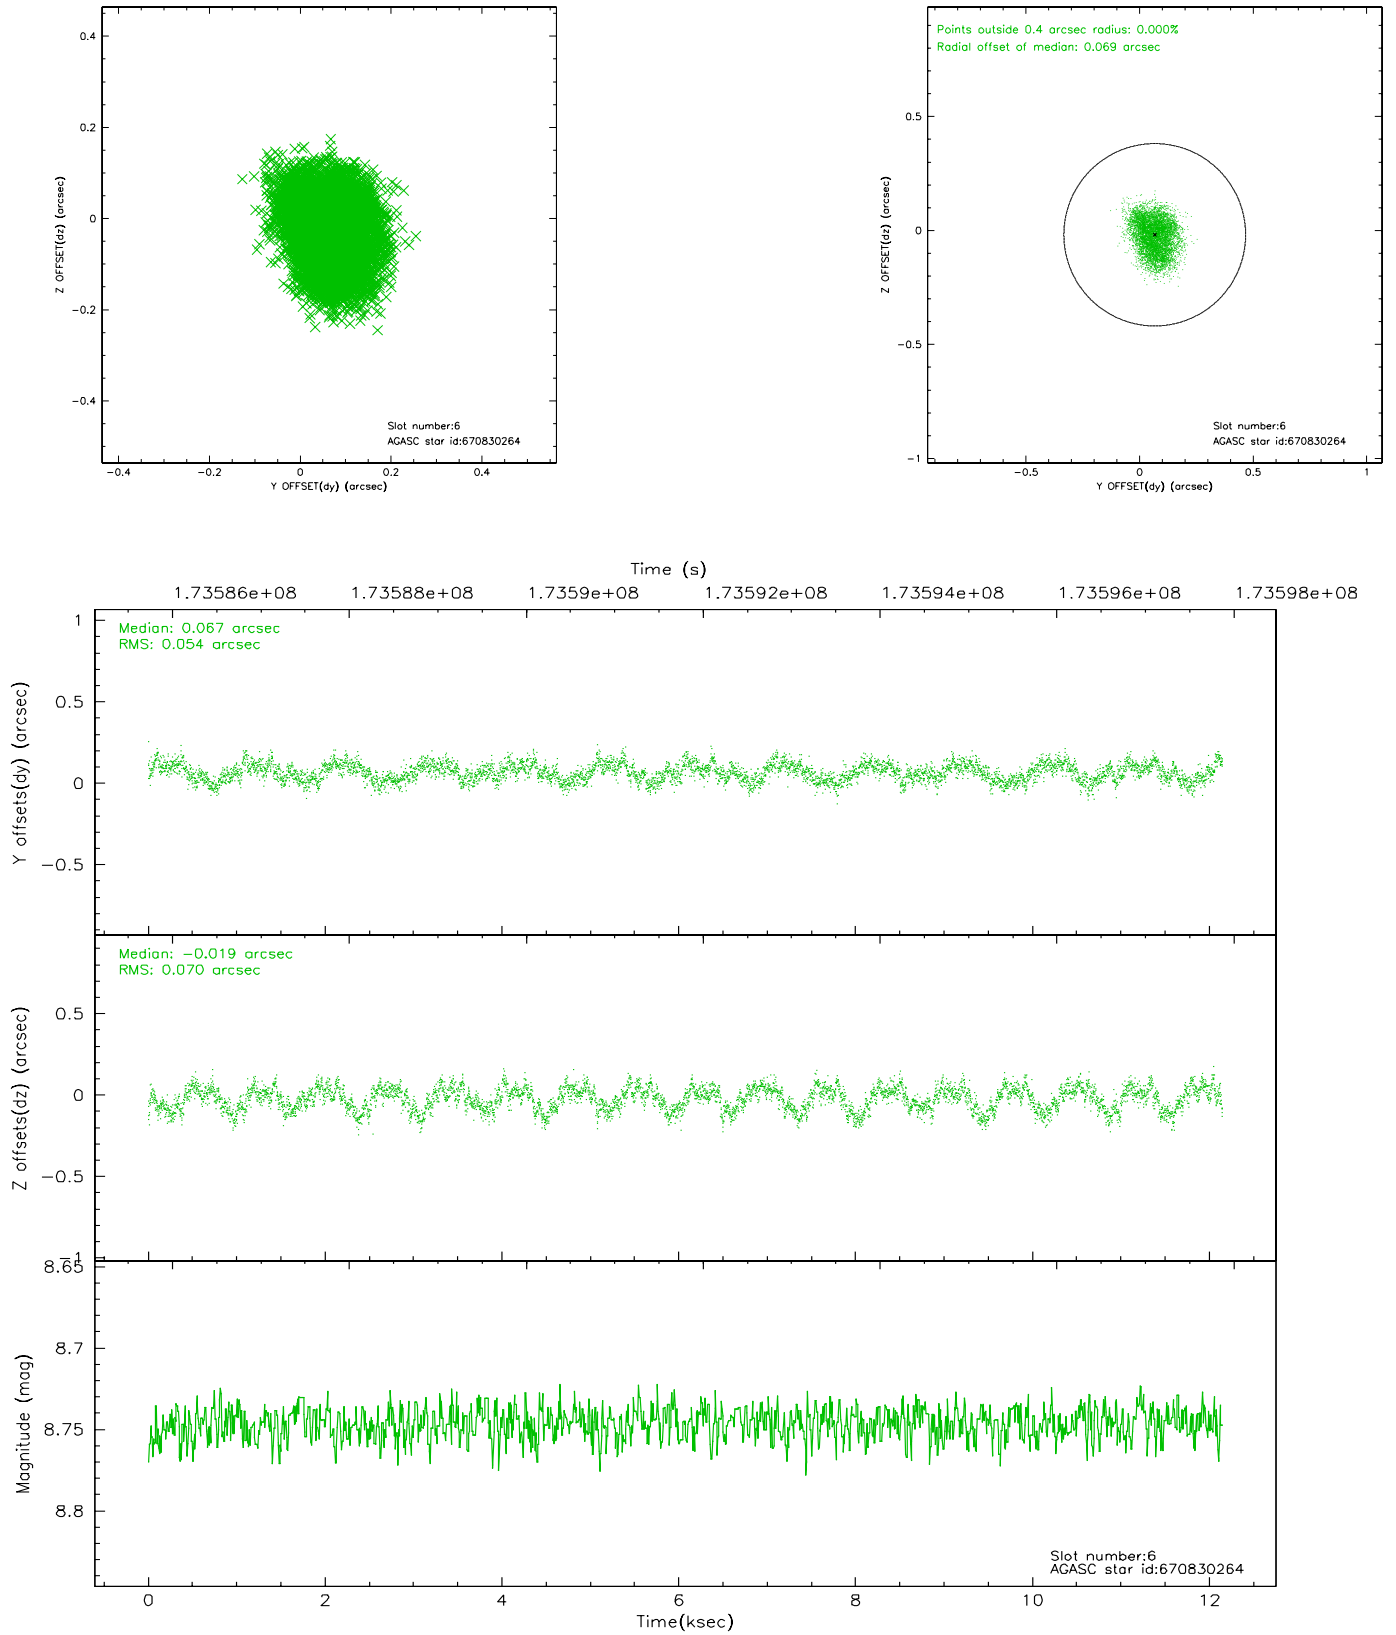 0.4
0.2
0
−0.2
−0.4
Z OFFSET(dz) (arcsec)
Slot number:6
AGASC star id:670830264
−0.4 −0.2 0 0.2 0.4
Y OFFSET(dy) (arcsec)
Points outside 0.4 arcsec radius: 0.000%
Radial offset of median: 0.069 arcsec
0.5
0
−0.5
−1
Z OFFSET(dz) (arcsec)
Slot number:6
AGASC star id:670830264
−0.5 0 0.5 1
Y OFFSET(dy) (arcsec)
Time (s)
1.73586e+08 1.73588e+08 1.7359e+08 1.73592e+08 1.73594e+08 1.73596e+08 1.73598e+08
Median: 0.067 arcsec
RMS: 0.054 arcsec
1
0.5
0
−0.5
Y offsets(dy) (arcsec)
Median: −0.019 arcsec
RMS: 0.070 arcsec
0.5
0
−0.5
−1
Z offsets(dz) (arcsec)
8.65
8.7
8.75
8.8
Magnitude (mag)
Slot number:6
AGASC star id:670830264
0 2 4 6 8 10 12
Time(ksec)